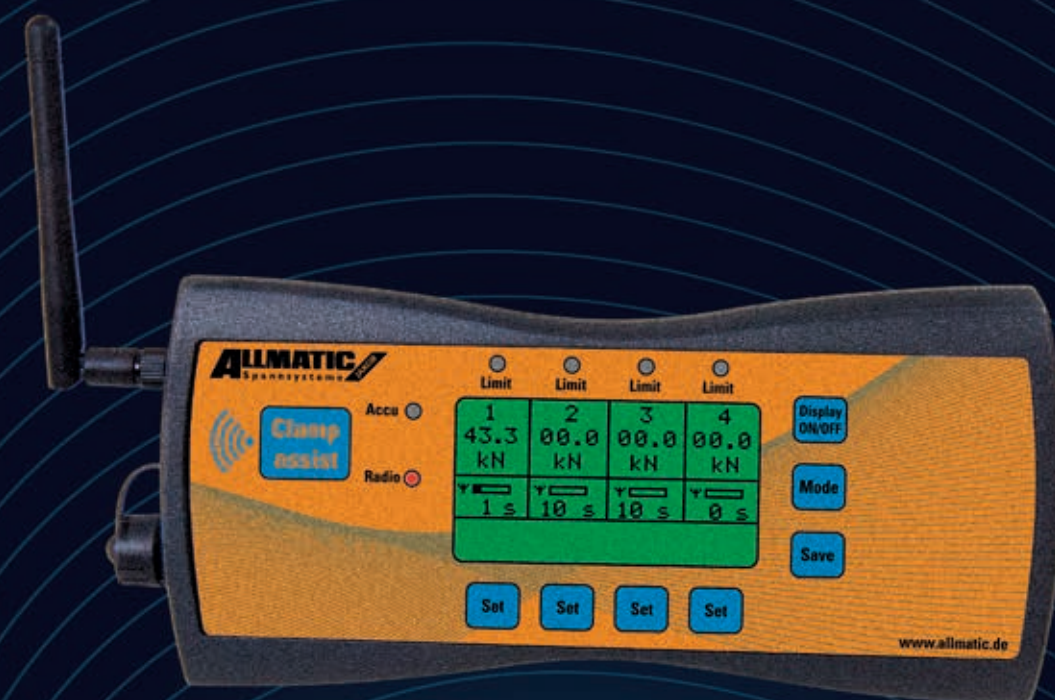 ALLMATIC
Spannsysteme
Clamp
assist
Accu
Radio
Limit Limit Limit Limit
1 2 3 4
43.3 00.0 00.0 00.0
kN kN kN kN
1 s 10 s 10 s 0 s
Display
ON/OFF
Mode
Save
Set Set Set Set
www.allmatic.de